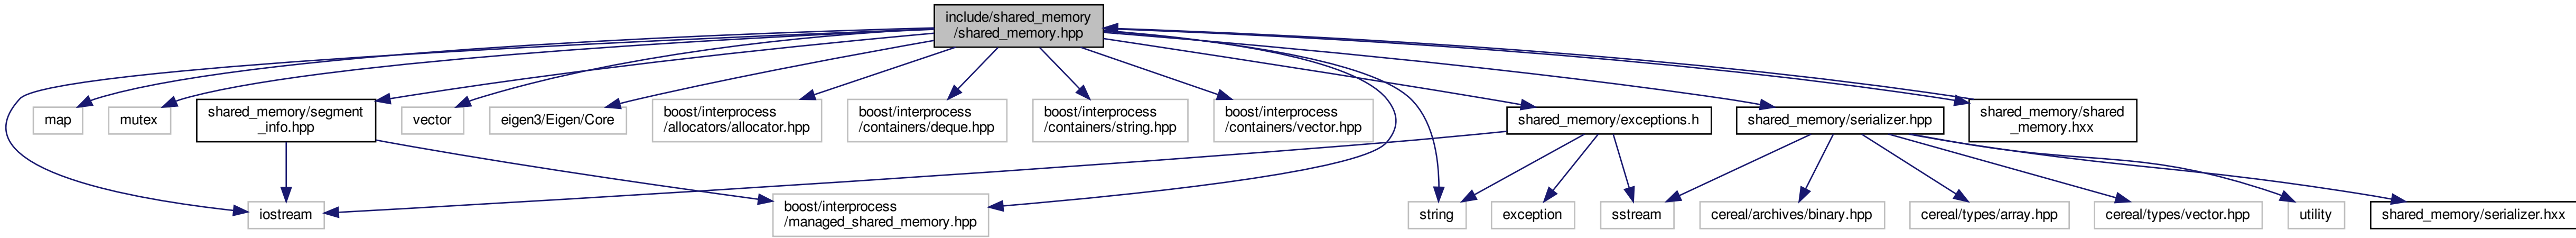 include/shared_memory
/shared_memory.hpp
map
mutex
shared_memory/segment
_info.hpp
vector
eigen3/Eigen/Core
boost/interprocess
/allocators/allocator.hpp
boost/interprocess
/containers/deque.hpp
boost/interprocess
/containers/string.hpp
boost/interprocess
/containers/vector.hpp
shared_memory/exceptions.h
shared_memory/serializer.hpp
shared_memory/shared
_memory.hxx
iostream
boost/interprocess
/managed_shared_memory.hpp
string
exception
sstream
cereal/archives/binary.hpp
cereal/types/array.hpp
cereal/types/vector.hpp
utility
shared_memory/serializer.hxx